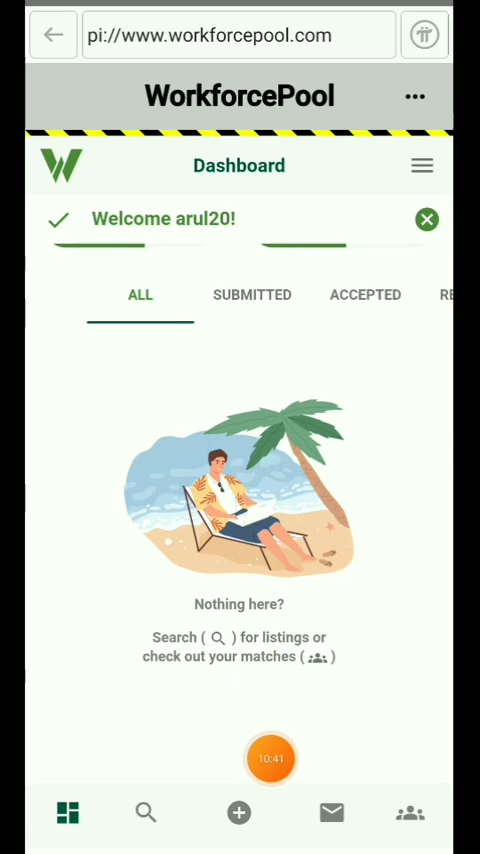 pi://www.workforcepool.com
WorkforcePool
Dashboard
Welcome arul20!
ALL SUBMITTED ACCEPTED RE
Nothing here?
Search ( ) for listings or
check out your matches ( )
10:41